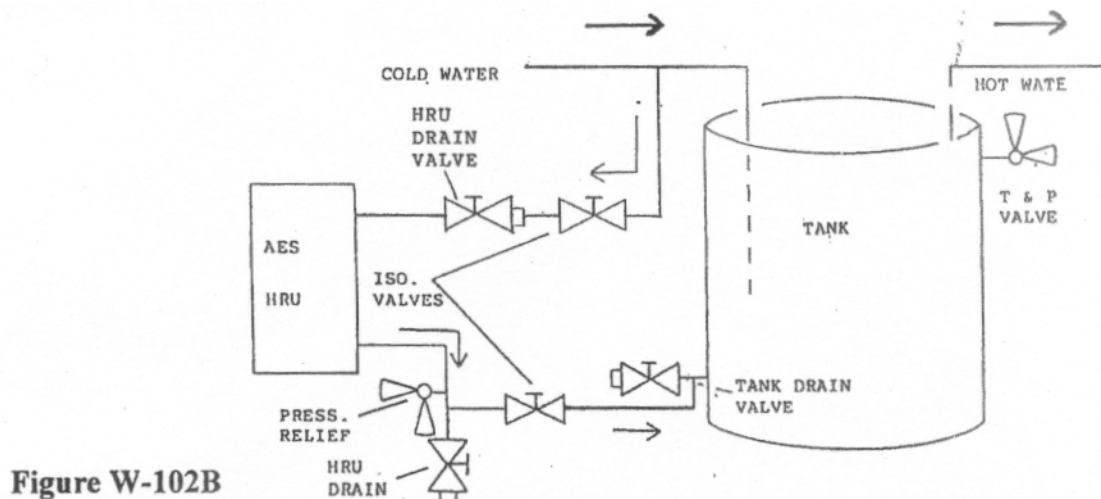 COLD WATER
HOT WATE
HRU
DRAIN
VALVE
T & P
VALVE
TANK
AES
HRU
ISO.
VALVES
TANK DRAIN
VALVE
PRESS.
RELIEF
HRU
DRAIN
Figure W-102B